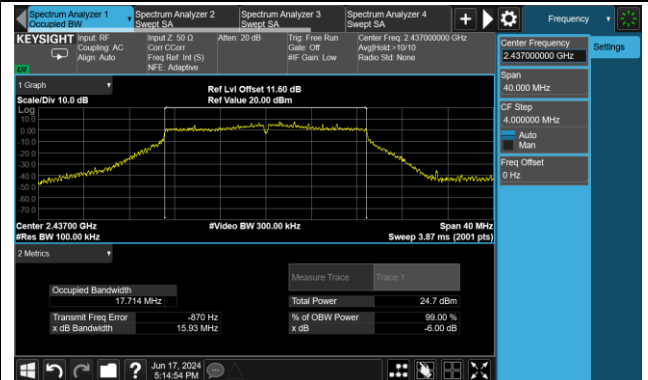 Spectrum Analyzer 1
Occupied BW
Spectrum Analyzer 2
Swept SA
Spectrum Analyzer 3
Swept SA
Spectrum Analyzer 4
Swept SA
Frequency
KEYSIGHT
Input: RF
Coupling: AC
Align: Auto
Input Z: 50 Ω
Corr CCorr
Freq Ref: Int (S)
NFE: Adaptive
Atten: 20 dB
Trig: Free Run
Gate: Off
#IF Gain: Low
Center Freq: 2.437000000 GHz
Avg|Hold:>10/10
Radio Std: None
Center Frequency
2.437000000 GHz
Settings
Span
40.000 MHz
CF Step
4.000000 MHz
Auto
Man
Freq Offset
0 Hz
1 Graph
Scale/Div 10.0 dB
Ref Lvl Offset 11.60 dB
Ref Value 20.00 dBm
Log
10.0
0.00
-10.0
-20.0
-30.0
-40.0
-50.0
-60.0
-70.0
Center 2.43700 GHz
#Res BW 100.00 kHz
#Video BW 300.00 kHz
Span 40 MHz
Sweep 3.87 ms (2001 pts)
2 Metrics
Measure Trace
Trace 1
Occupied Bandwidth
17.714 MHz
Total Power
24.7 dBm
Transmit Freq Error
-870 Hz
% of OBW Power
99.00 %
x dB Bandwidth
15.93 MHz
x dB
-6.00 dB
Jun 17, 2024
5:14:54 PM